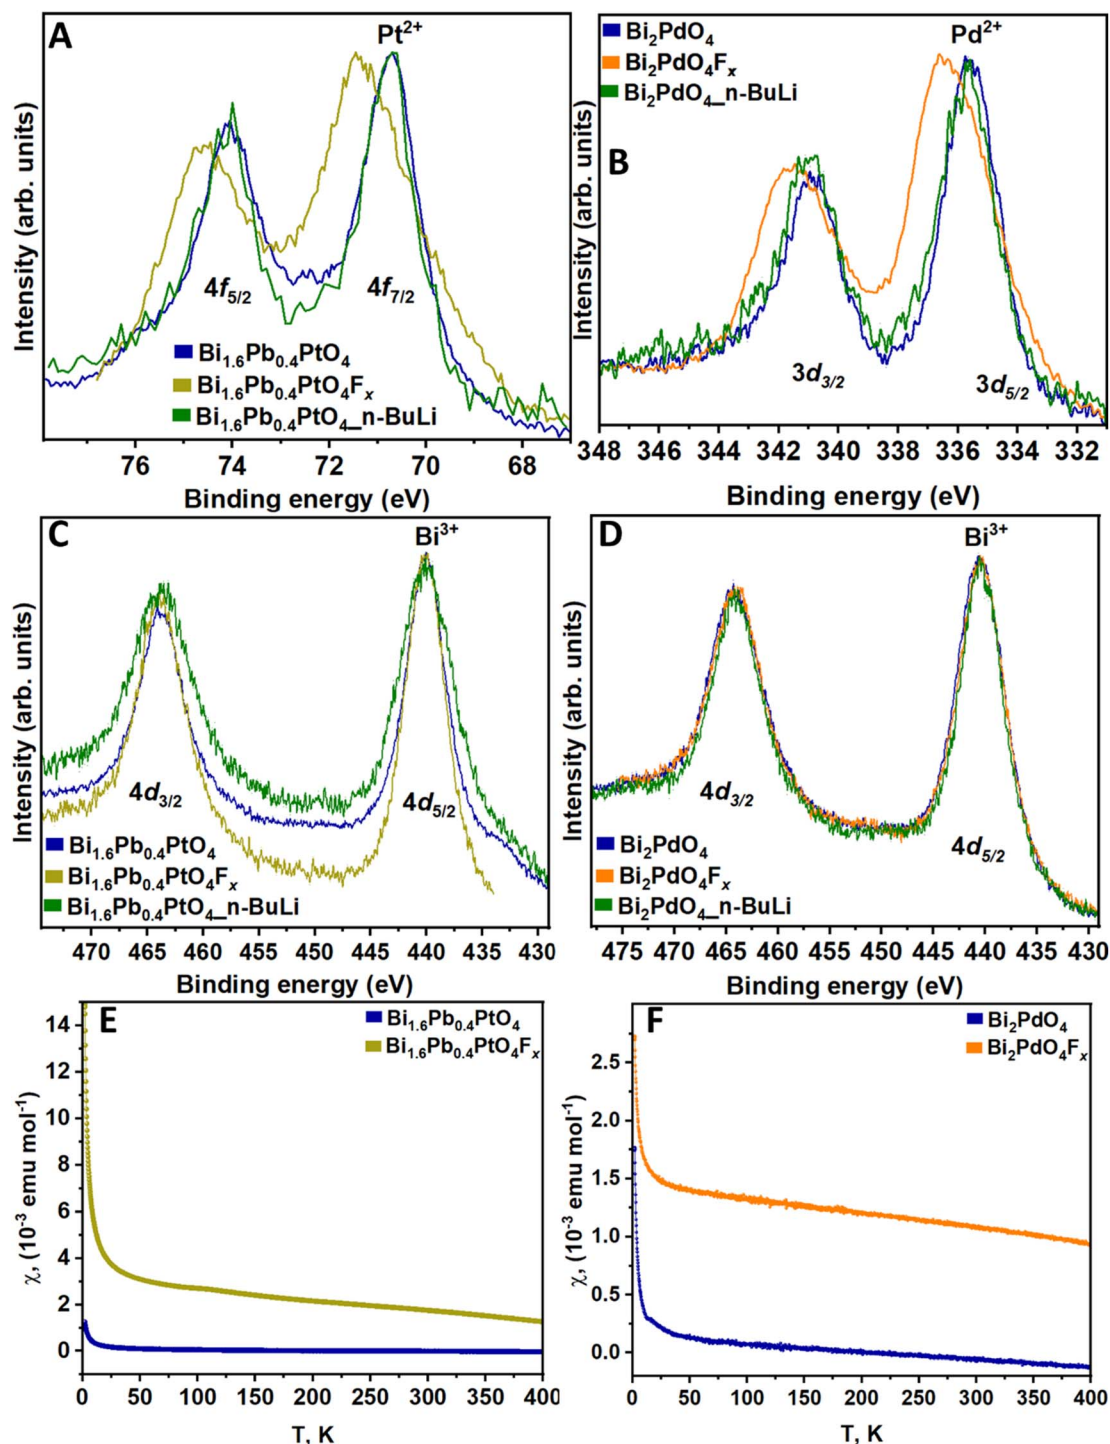 A
Pt²⁺
4f₅/₂
4f₇/₂
Bi₁.₆Pb₀.₄PtO₄
Bi₁.₆Pb₀.₄PtO₄Fₓ
Bi₁.₆Pb₀.₄PtO₄_n-BuLi
Intensity (arb. units)
76 74 72 70 68
Binding energy (eV)
Bi₂PdO₄
Bi₂PdO₄Fₓ
Bi₂PdO₄_n-BuLi
Pd²⁺
B
3d₃/₂
3d₅/₂
Intensity (arb. units)
348 346 344 342 340 338 336 334 332
Binding energy (eV)
C
Bi³⁺
4d₃/₂
4d₅/₂
Bi₁.₆Pb₀.₄PtO₄
Bi₁.₆Pb₀.₄PtO₄Fₓ
Bi₁.₆Pb₀.₄PtO₄_n-BuLi
Intensity (arb. units)
470 465 460 455 450 445 440 435 430
Binding energy (eV)
D
Bi³⁺
4d₃/₂
4d₅/₂
Bi₂PdO₄
Bi₂PdO₄Fₓ
Bi₂PdO₄_n-BuLi
Intensity (arb. units)
475 470 465 460 455 450 445 440 435 430
Binding energy (eV)
E
Bi₁.₆Pb₀.₄PtO₄
Bi₁.₆Pb₀.₄PtO₄Fₓ
14
12
10
8
6
4
2
0
χ, (10⁻³ emu mol⁻¹)
0 50 100 150 200 250 300 350 400
T, K
F
Bi₂PdO₄
Bi₂PdO₄Fₓ
2.5
2.0
1.5
1.0
0.5
0.0
χ, (10⁻³ emu mol⁻¹)
0 50 100 150 200 250 300 350 400
T, K